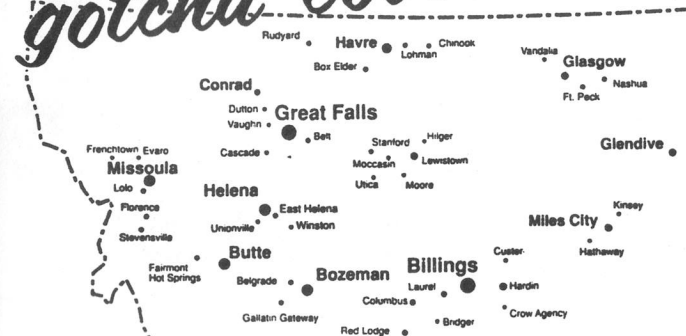 gotcha
Rudyard
Havre
Lohman
Chinook
Box Elder
Vandalia
Glasgow
Nashua
Ft. Peck
Conrad
Dutton
Great Falls
Vaughn
Belt
Cascade
Stanford
Hilger
Moccasin
Lewistown
Utica
Moore
Glendive
Frenchtown
Evaro
Missoula
Lolo
Florence
Stevensville
Helena
East Helena
Unionville
Winston
Kinsey
Miles City
Hathaway
Butte
Fairmont
Hot Springs
Belgrade
Bozeman
Gallatin Gateway
Billings
Laurel
Columbus
Custer
Hardin
Crow Agency
Bridger
Red Lodge